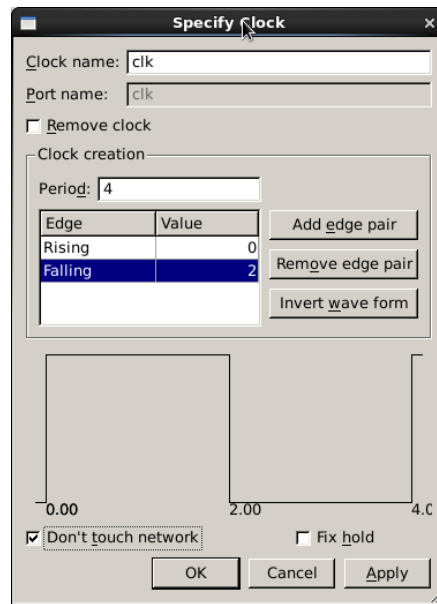 Specify Clock
Clock name: clk
Port name: clk
Remove clock
Clock creation
Period: 4
Edge Value
Rising 0
Falling 2
Add edge pair
Remove edge pair
Invert wave form
0.00 2.00 4.0
Don't touch network Fix hold
OK Cancel Apply